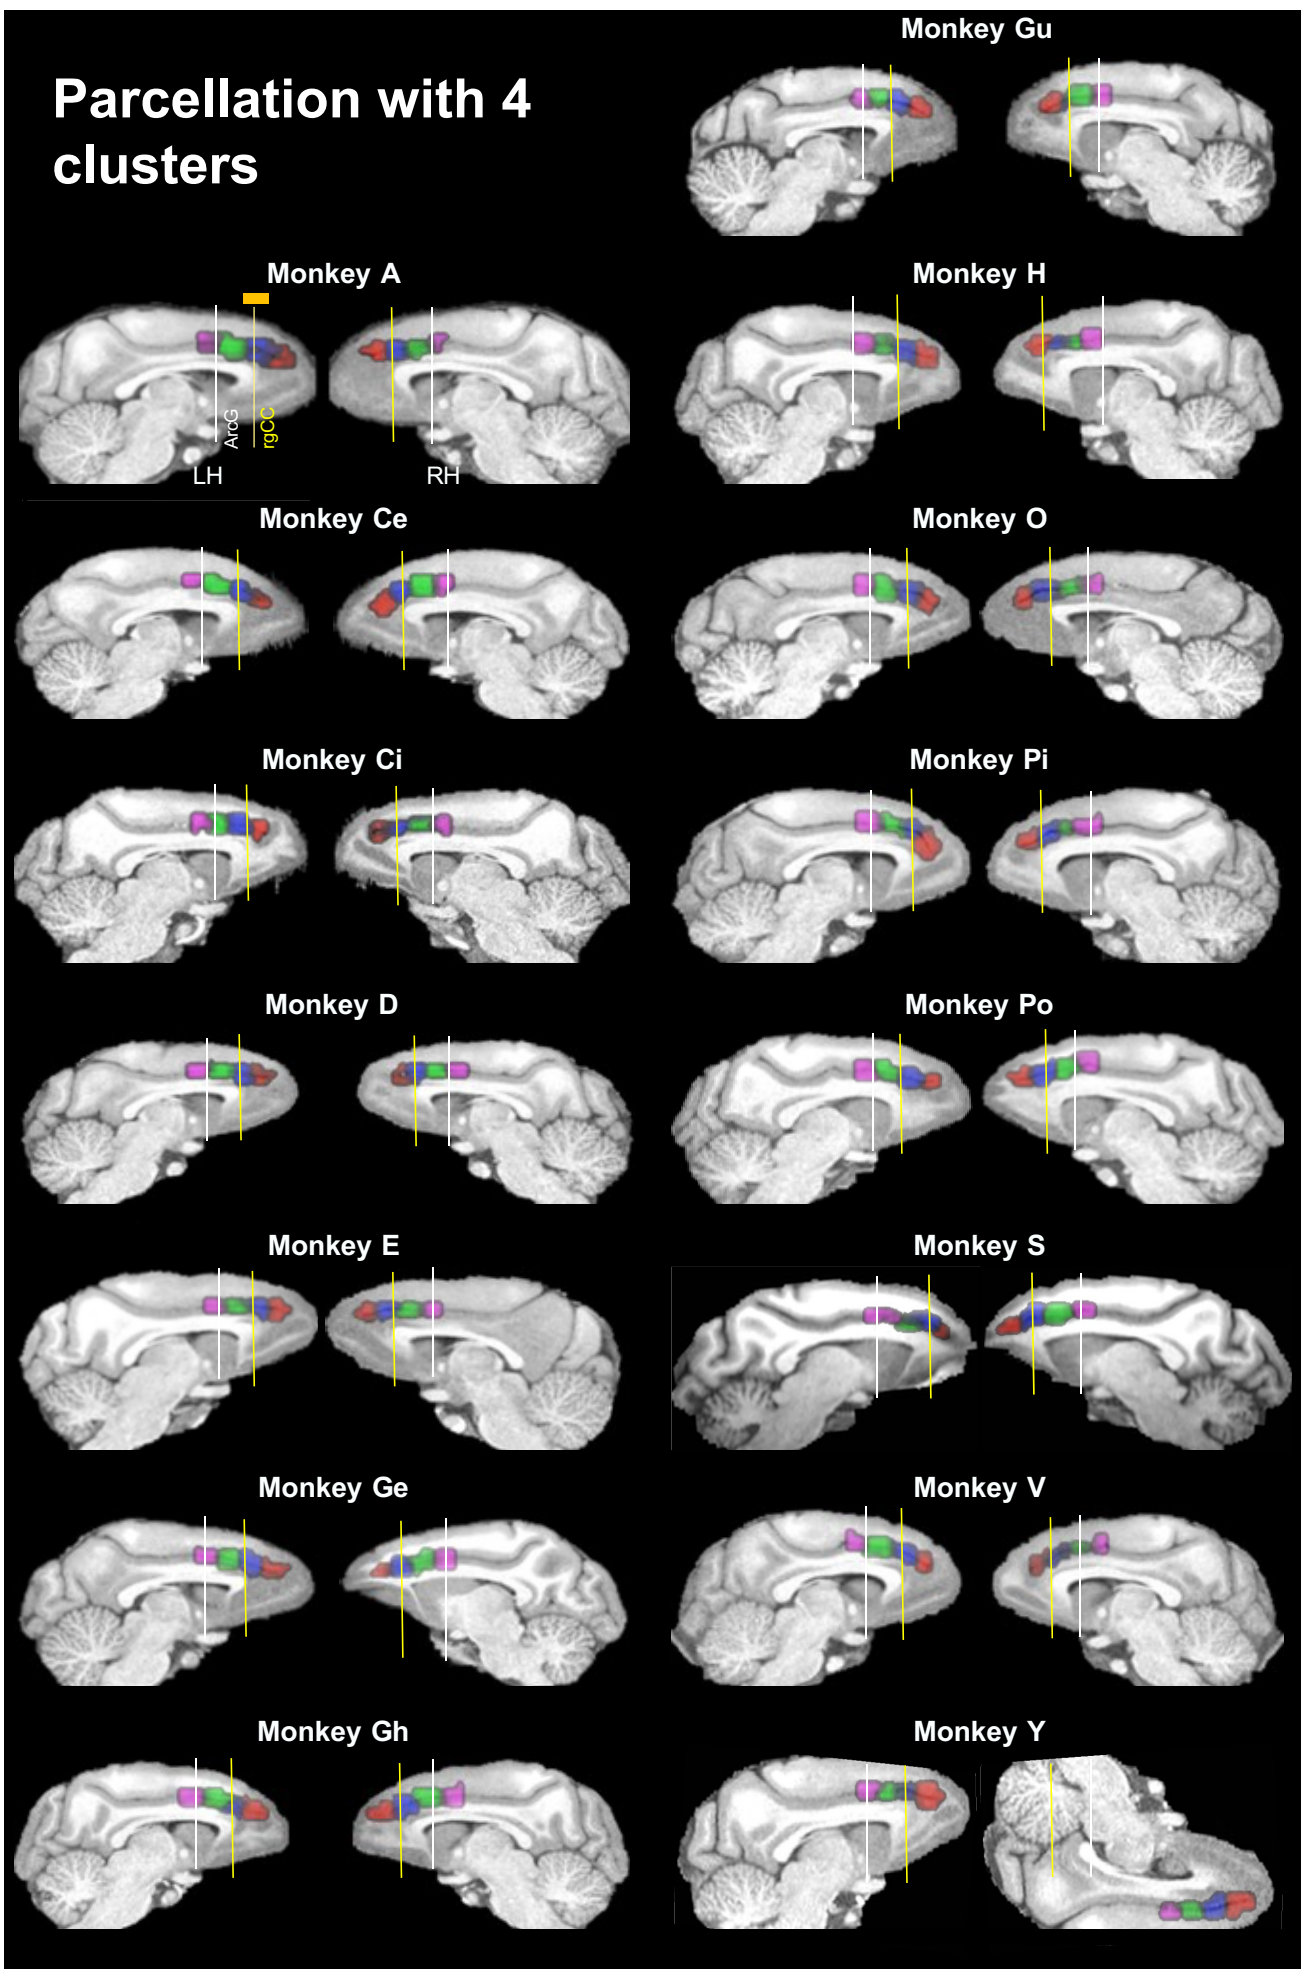 Monkey Gu
Parcellation with 4
clusters
Monkey A
Monkey H
ArcG
rgCC
LH
RH
Monkey Ce
Monkey O
Monkey Ci
Monkey Pi
Monkey D
Monkey Po
Monkey E
Monkey S
Monkey Ge
Monkey V
Monkey Gh
Monkey Y